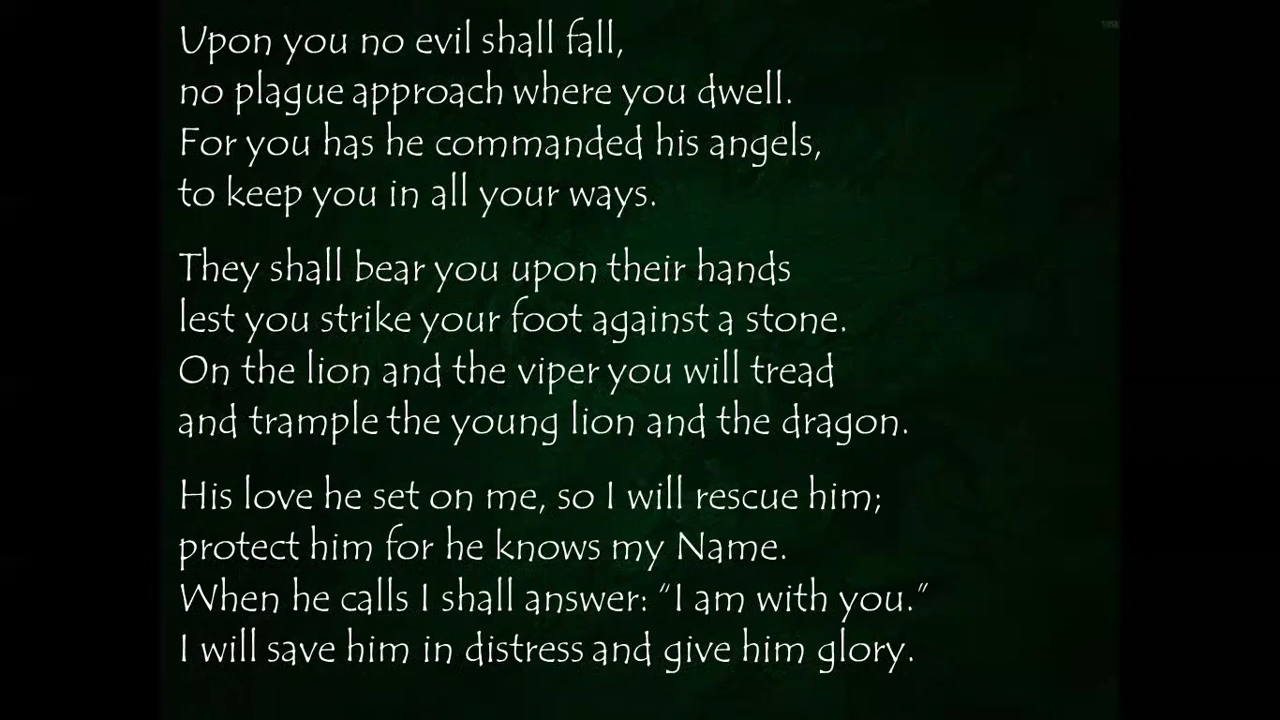 Upon you no evil shall fall,
no plague approach where you dwell.
For you has he commanded his angels,
to keep you in all your ways.
They shall bear you upon their hands
lest you strike your foot against a stone.
On the lion and the viper you will tread
and trample the young lion and the dragon.
His love he set on me, so I will rescue him;
protect him for he knows my Name.
When he calls I shall answer: “I am with you.”
I will save him in distress and give him glory.